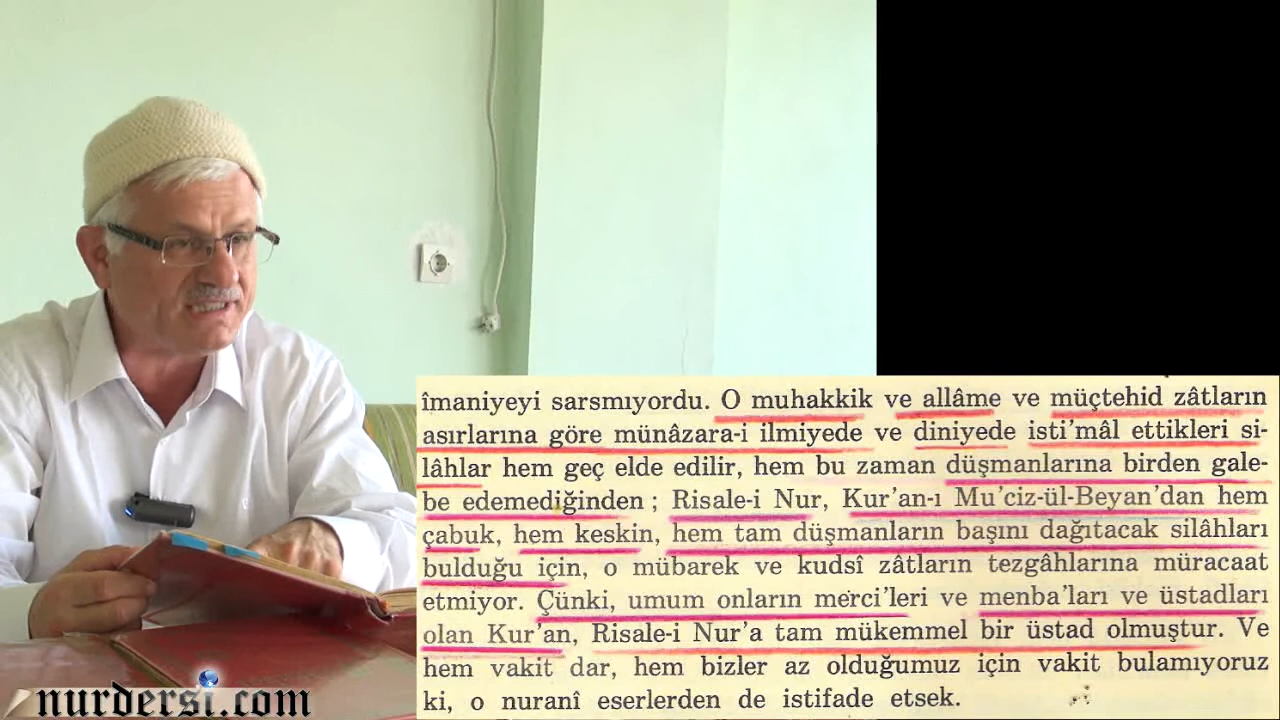 îmaniyeyi sarsmıyordu. O muhakkik ve allâme ve müçtehid zâtların
asırlarına göre münâzara-i ilmiyede ve diniyede isti'mâl ettikleri si-
lâhlar hem geç elde edilir, hem bu zaman düşmanlarına birden gale-
be edemediğinden ; Risale-i Nur, Kur'an-ı Mu'ciz-ül-Beyan'dan hem
çabuk, hem keskin, hem tam düşmanların başını dağıtacak silâhları
bulduğu için, o mübarek ve kudsî zâtların tezgâhlarına müracaat
etmiyor. Çünki, umum onların merci'leri ve menba'ları ve üstadları
olan Kur'an, Risale-i Nur'a tam mükemmel bir üstad olmuştur. Ve
hem vakit dar, hem bizler az olduğumuz için vakit bulamıyoruz
ki, o nuranî eserlerden de istifade etsek.
nurdersi.com